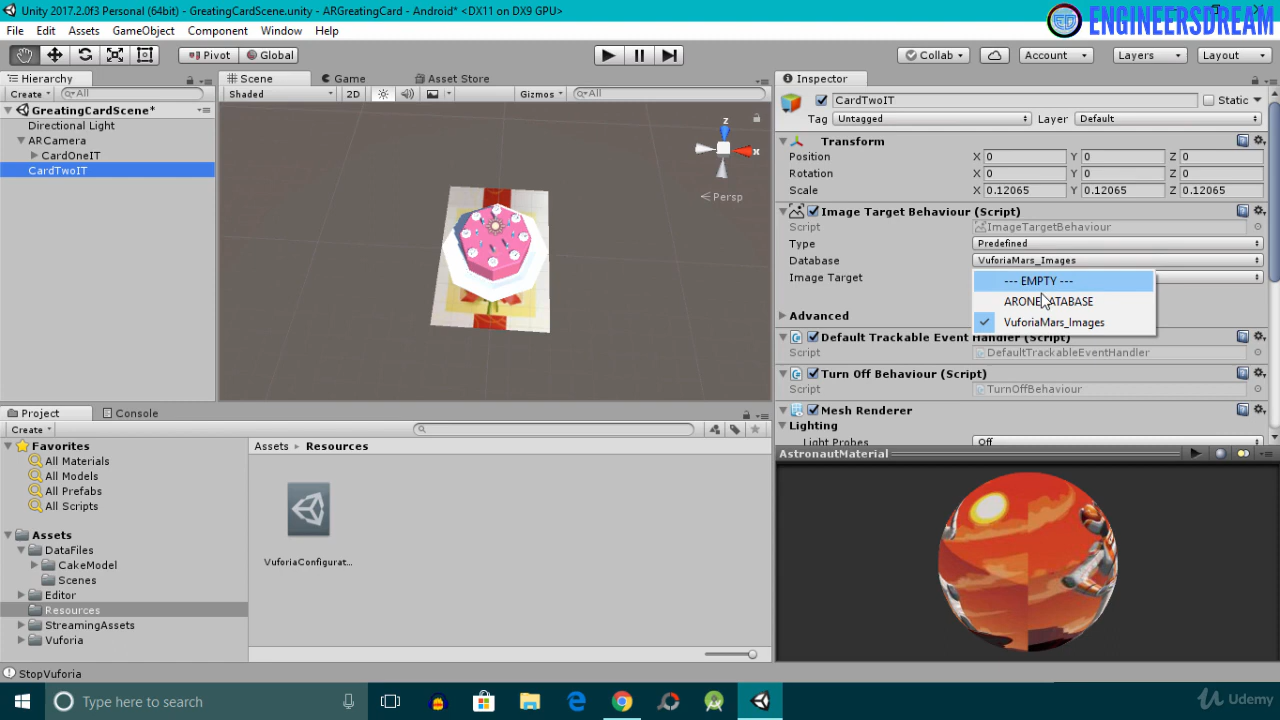 Unity 2017.2.0f3 Personal (64bit) - GreatingCardScene.unity - ARGreatingCard - Android* <DX11 on DX9 GPU>
ENGINEERSDREAM
File Edit Assets GameObject Component Window Help
Pivot Global Collab Account Layers Layout
Hierarchy Scene Game Asset Store Inspector
Create All Shaded 2D Gizmos All CardTwoIT Static
GreatingCardScene* Tag Untagged Layer Default
Directional Light
ARCamera Transform
CardOneIT Position X 0 Y 0 Z 0
CardTwoIT Rotation X 0 Y 0 Z 0
Scale X 0.12065 Y 0.12065 Z 0.12065
z
x
Persp
Image Target Behaviour (Script)
Script ImageTargetBehaviour
Type Predefined
Database VuforiaMars_Images
Image Target --- EMPTY ---
VuforiaMars_Images
Advanced
Default Trackable Event Handler (Script)
Script DefaultTrackableEventHandler
Turn Off Behaviour (Script)
Script TurnOffBehaviour
Mesh Renderer
Lighting
Light Probes Off
AstronautMaterial
Project Console
Create
Favorites Assets Resources
All Materials
All Models
All Prefabs
All Scripts
Assets
DataFiles
CakeModel VuforiaConfigurat...
Scenes
Editor
Resources
StreamingAssets
Vuforia
StopVuforia
Type here to search
Udemy